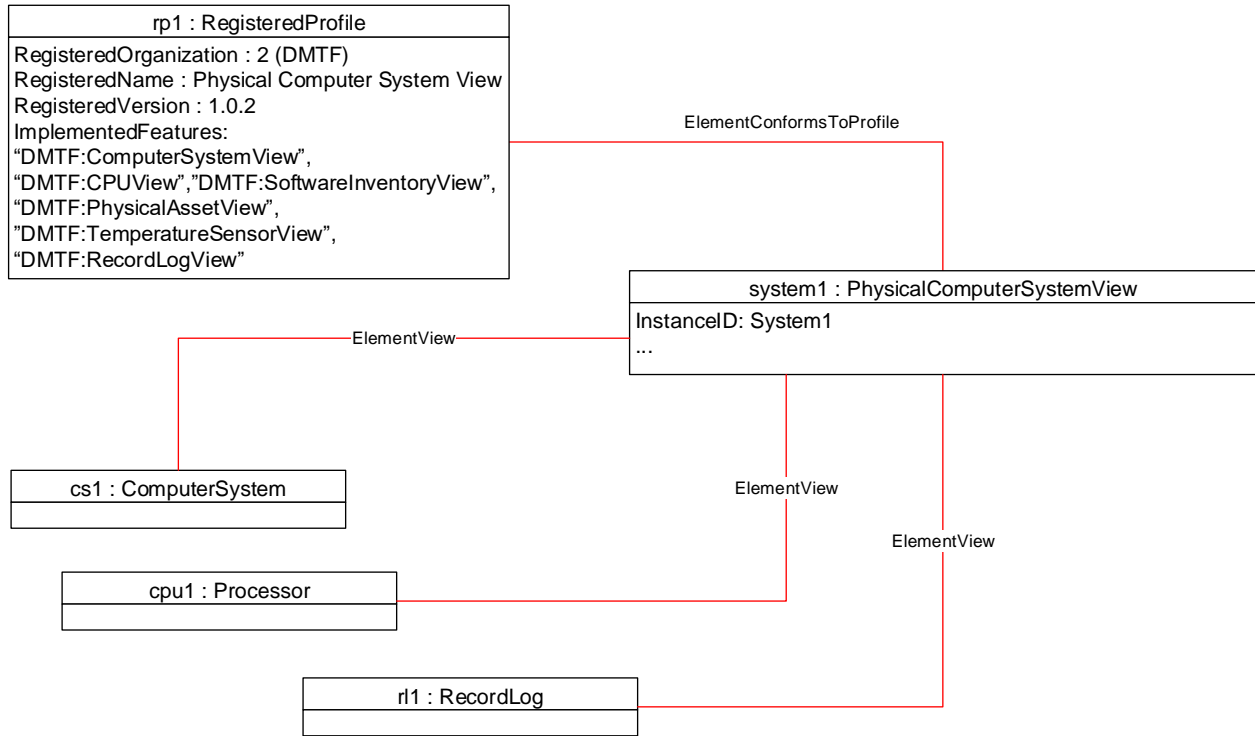 rp1 : RegisteredProfile
RegisteredOrganization : 2 (DMTF)
RegisteredName : Physical Computer System View
RegisteredVersion : 1.0.2
ImplementedFeatures:
“DMTF:ComputerSystemView”,
“DMTF:CPUView”,”DMTF:SoftwareInventoryView”,
“DMTF:PhysicalAssetView”,
”DMTF:TemperatureSensorView”,
“DMTF:RecordLogView”
ElementConformsToProfile
system1 : PhysicalComputerSystemView
InstanceID: System1
...
ElementView
cs1 : ComputerSystem
ElementView
ElementView
cpu1 : Processor
rl1 : RecordLog